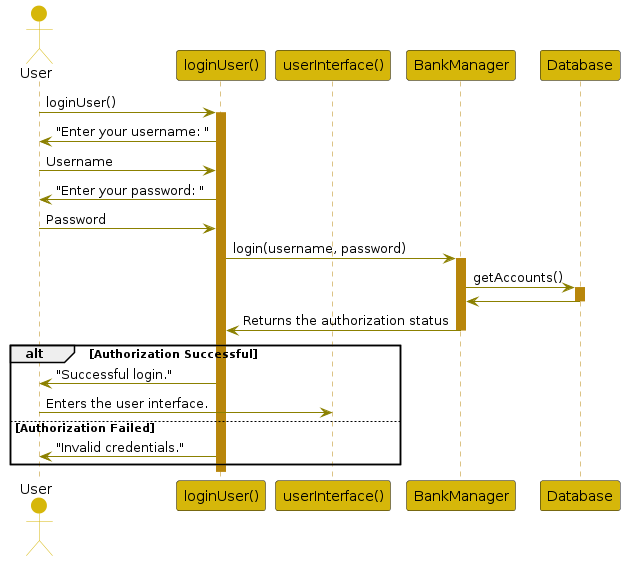 User
loginUser() userInterface() BankManager Database
loginUser()
"Enter your username: "
Username
"Enter your password: "
Password
login(username, password)
getAccounts()
Returns the authorization status
alt [Authorization Successful]
"Successful login."
Enters the user interface.
[Authorization Failed]
"Invalid credentials."
User
loginUser() userInterface() BankManager Database